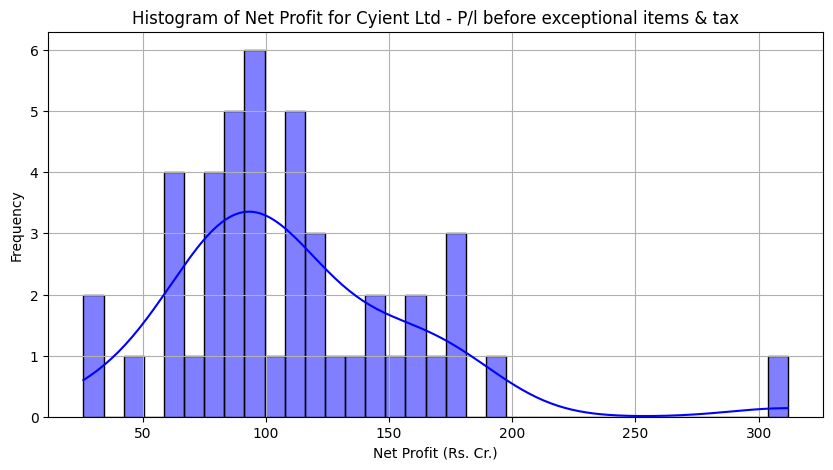 Histogram of Net Profit for Cyient Ltd - P/l before exceptional items & tax
6
5
4
3
2
1
0
Frequency
50 100 150 200 250 300
Net Profit (Rs. Cr.)